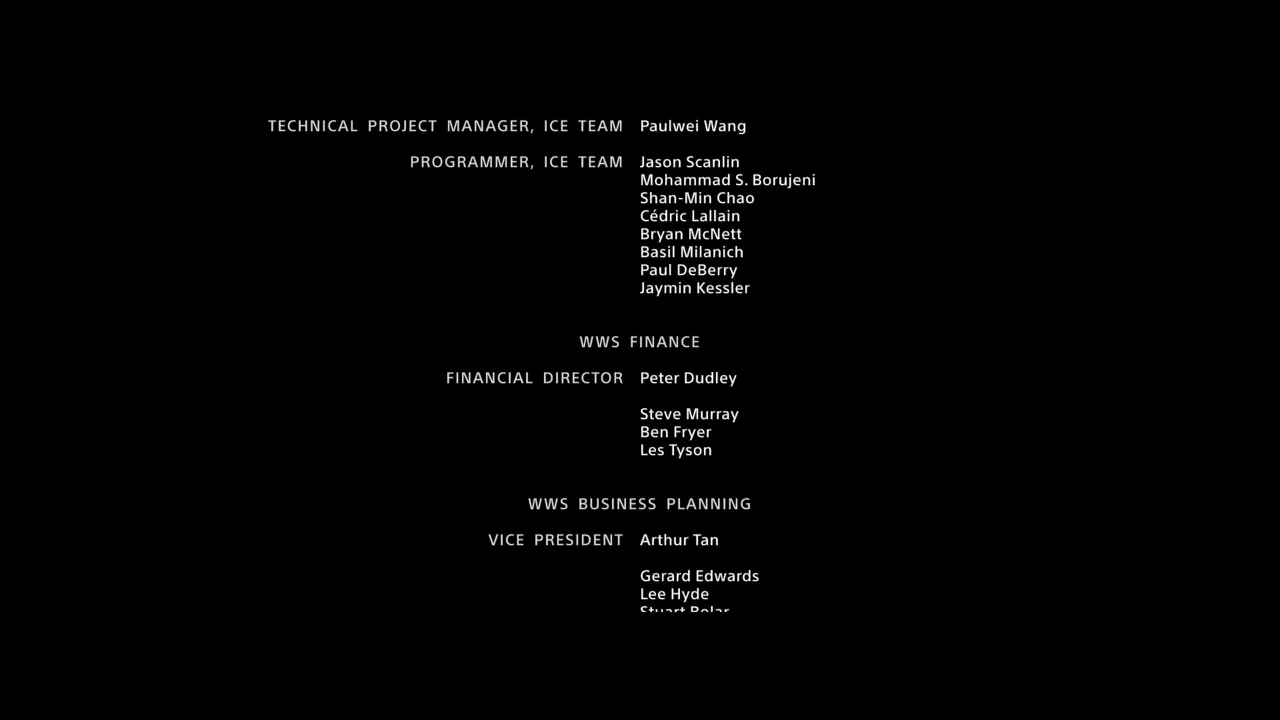 TECHNICAL PROJECT MANAGER, ICE TEAM Paulwei Wang
PROGRAMMER, ICE TEAM Jason Scanlin
Mohammad S. Borujeni
Shan-Min Chao
Cédric Lallain
Bryan McNett
Basil Milanich
Paul DeBerry
Jaymin Kessler
WWS FINANCE
FINANCIAL DIRECTOR Peter Dudley
Steve Murray
Ben Fryer
Les Tyson
WWS BUSINESS PLANNING
VICE PRESIDENT Arthur Tan
Gerard Edwards
Lee Hyde
Stuart